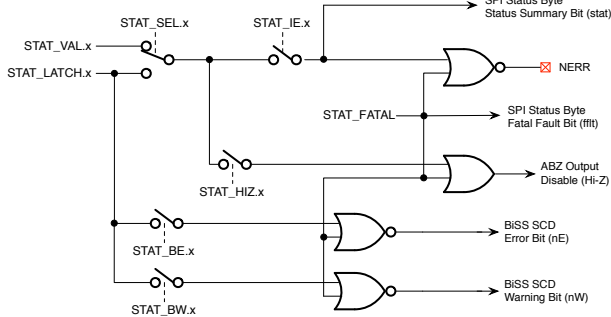 SPI Status Byte
Status Summary Bit (stat)
STAT_SEL.x
STAT_IE.x
STAT_VAL.x
STAT_LATCH.x
NERR
STAT_FATAL
SPI Status Byte
Fatal Fault Bit (fflt)
STAT_HIZ.x
ABZ Output
Disable (Hi-Z)
STAT_BE.x
BiSS SCD
Error Bit (nE)
STAT_BW.x
BiSS SCD
Warning Bit (nW)